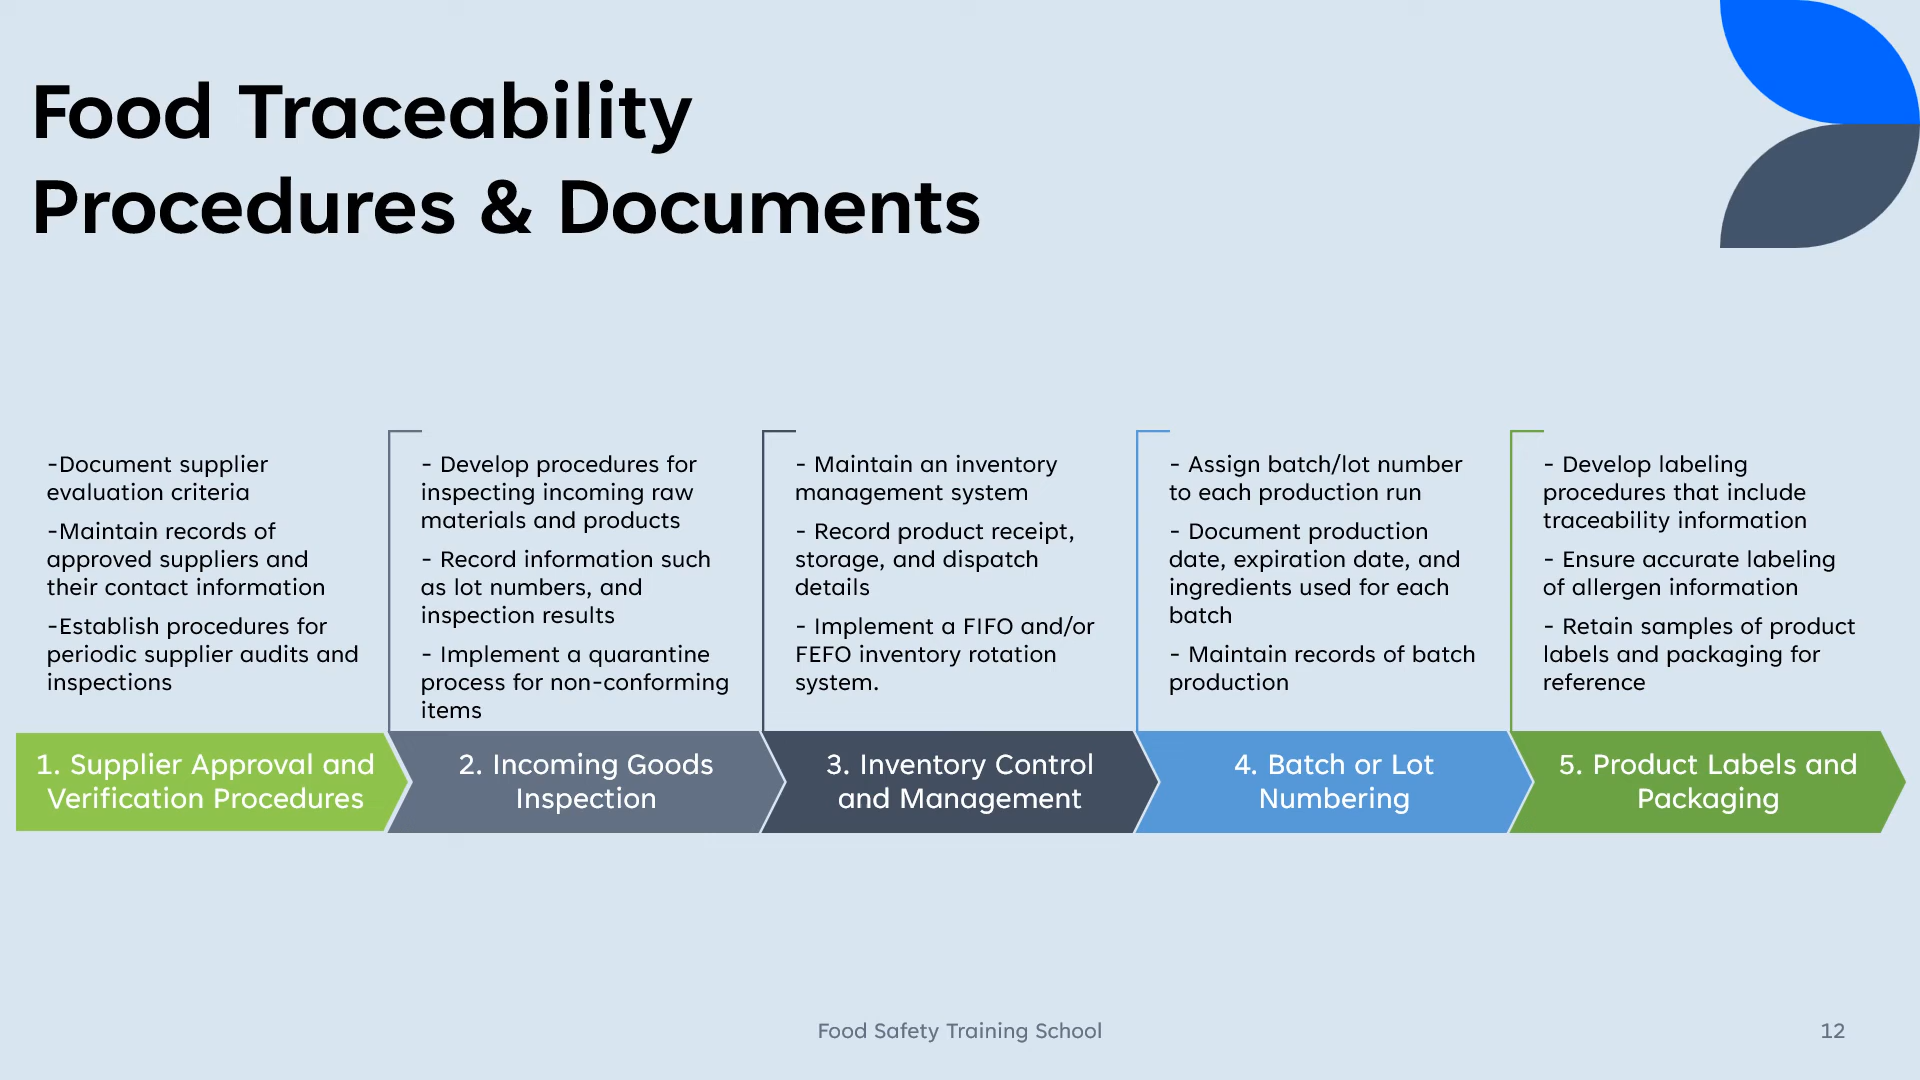 Food Traceability
Procedures & Documents
-Document supplier
evaluation criteria
-Maintain records of
approved suppliers and
their contact information
-Establish procedures for
periodic supplier audits and
inspections
- Develop procedures for
inspecting incoming raw
materials and products
- Record information such
as lot numbers, and
inspection results
- Implement a quarantine
process for non-conforming
items
- Maintain an inventory
management system
- Record product receipt,
storage, and dispatch
details
- Implement a FIFO and/or
FEFO inventory rotation
system.
- Assign batch/lot number
to each production run
- Document production
date, expiration date, and
ingredients used for each
batch
- Maintain records of batch
production
- Develop labeling
procedures that include
traceability information
- Ensure accurate labeling
of allergen information
- Retain samples of product
labels and packaging for
reference
1. Supplier Approval and
Verification Procedures
2. Incoming Goods
Inspection
3. Inventory Control
and Management
4. Batch or Lot
Numbering
5. Product Labels and
Packaging
Food Safety Training School
12